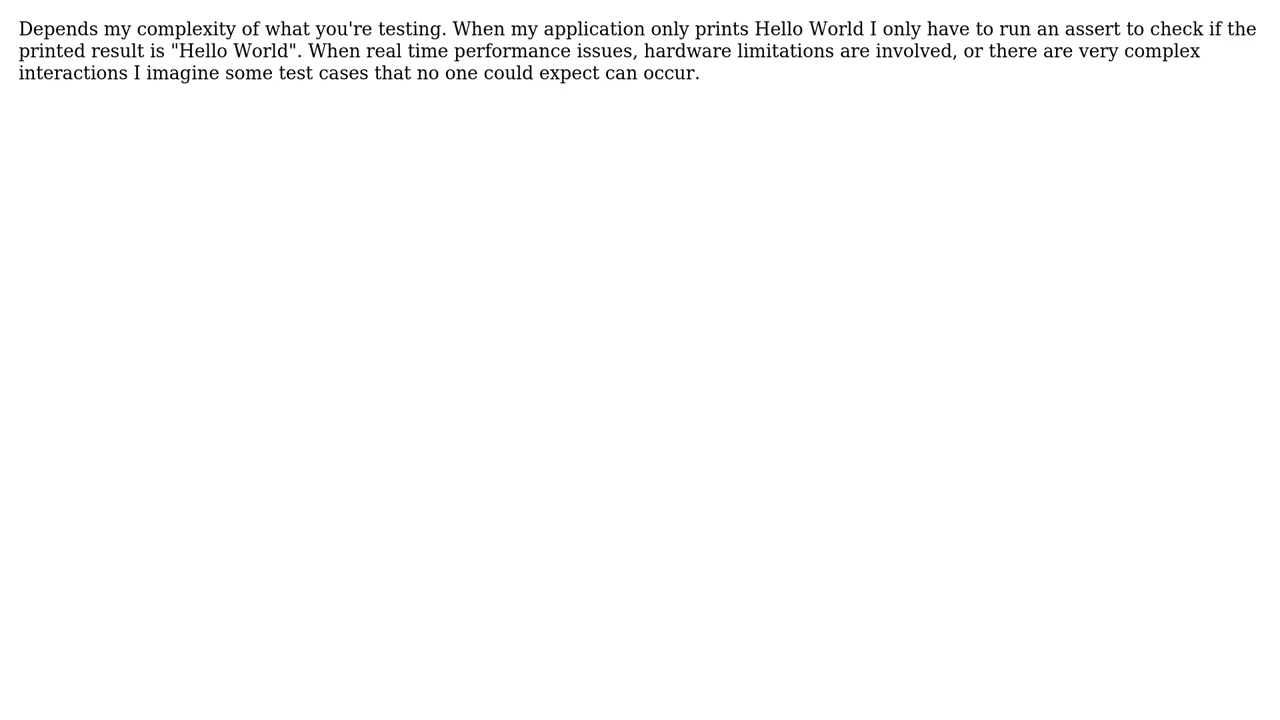 Depends my complexity of what you're testing. When my application only prints Hello World I only have to run an assert to check if the
printed result is "Hello World". When real time performance issues, hardware limitations are involved, or there are very complex
interactions I imagine some test cases that no one could expect can occur.